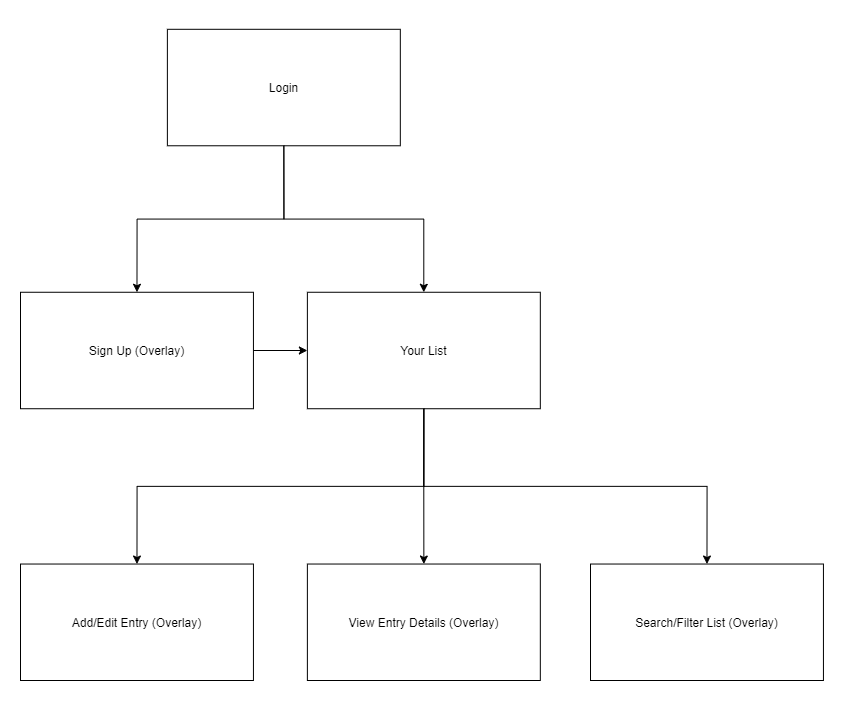 Login
Sign Up (Overlay)
Your List
Add/Edit Entry (Overlay)
View Entry Details (Overlay)
Search/Filter List (Overlay)